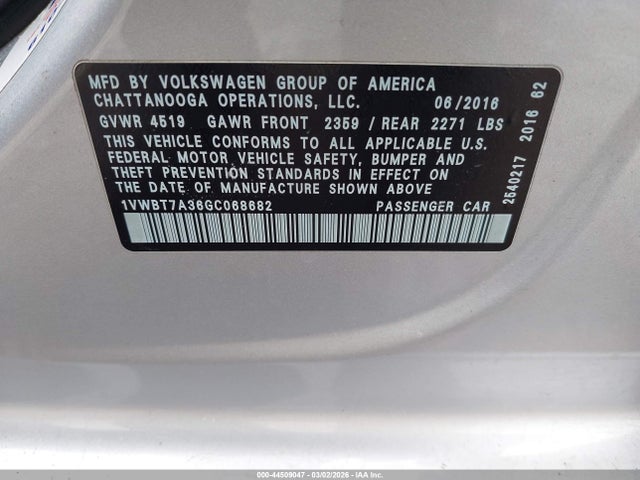 MFD BY VOLKSWAGEN GROUP OF AMERICA
CHATTANOOGA OPERATIONS, LLC. 06/2016
GVWR 4519 GAWR FRONT 2359 / REAR 2271 LBS
THIS VEHICLE CONFORMS TO ALL APPLICABLE U.S.
FEDERAL MOTOR VEHICLE SAFETY, BUMPER AND
THEFT PREVENTION STANDARDS IN EFFECT ON
THE DATE OF MANUFACTURE SHOWN ABOVE
1VWBT7A36GC068682 PASSENGER CAR
2540217 2016 62
000-44509047 - 03/02/2026 - IAA Inc.